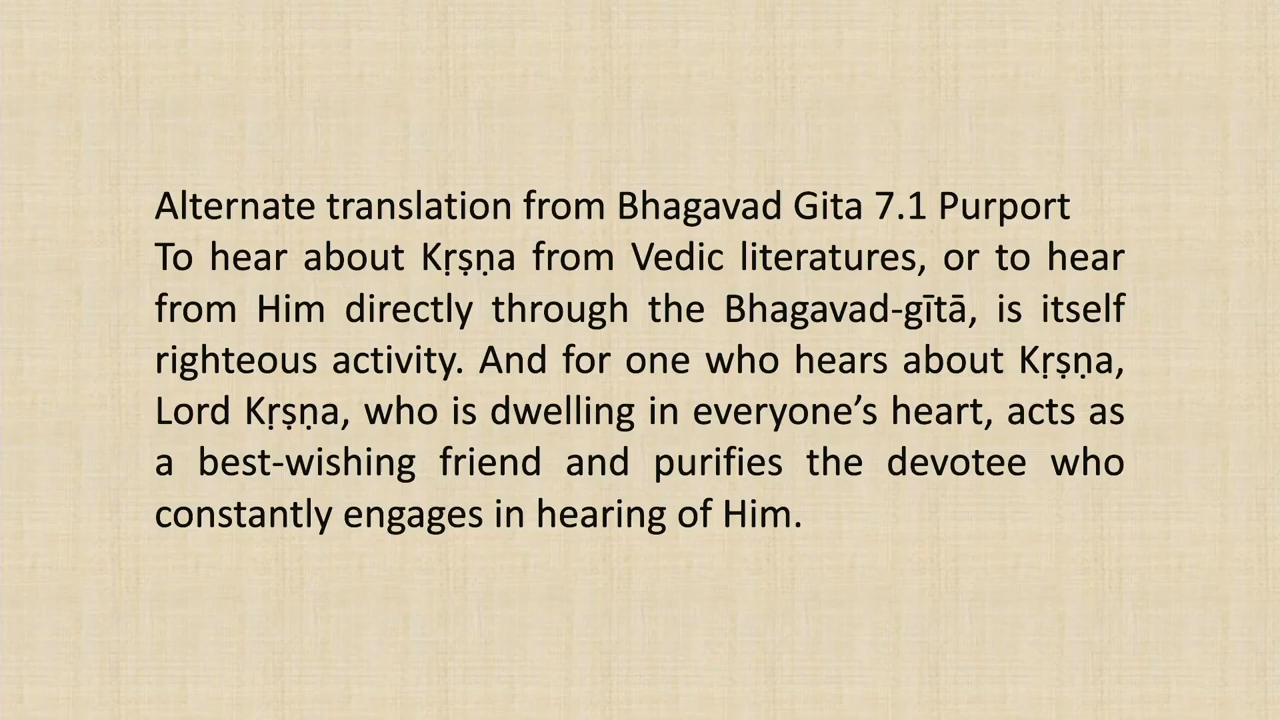 Alternate translation from Bhagavad Gita 7.1 Purport
To hear about Kṛṣṇa from Vedic literatures, or to hear
from Him directly through the Bhagavad-gītā, is itself
righteous activity. And for one who hears about Kṛṣṇa,
Lord Kṛṣṇa, who is dwelling in everyone’s heart, acts as
a best-wishing friend and purifies the devotee who
constantly engages in hearing of Him.